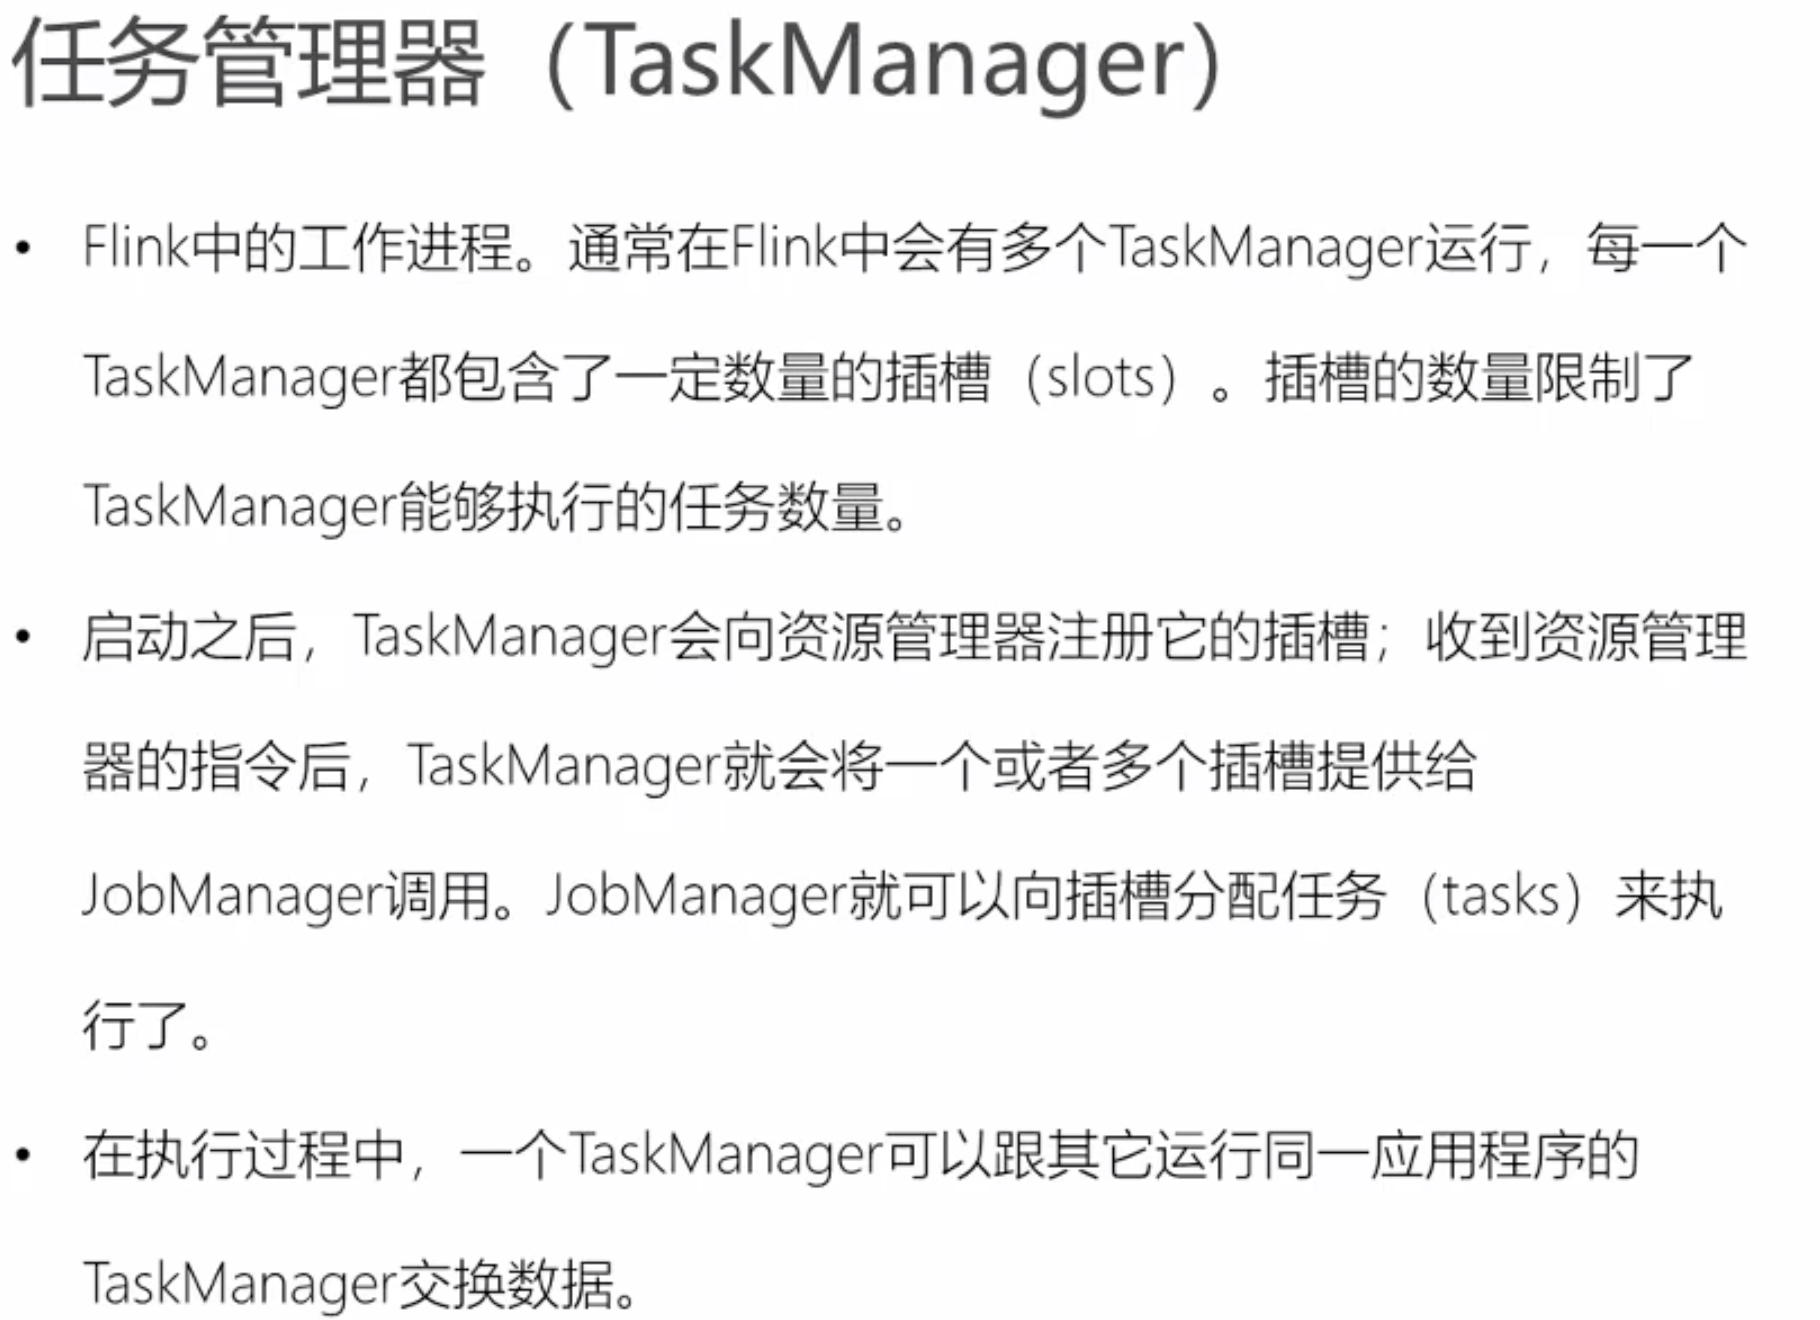 任务管理器（TaskManager）
• Flink中的工作进程。通常在Flink中会有多个TaskManager运行，每一个
TaskManager都包含了一定数量的插槽（slots）。插槽的数量限制了
TaskManager能够执行的任务数量。
• 启动之后，TaskManager会向资源管理器注册它的插槽；收到资源管理
器的指令后，TaskManager就会将一个或者多个插槽提供给
JobManager调用。JobManager就可以向插槽分配任务（tasks）来执
行了。
• 在执行过程中，一个TaskManager可以跟其它运行同一应用程序的
TaskManager交换数据。